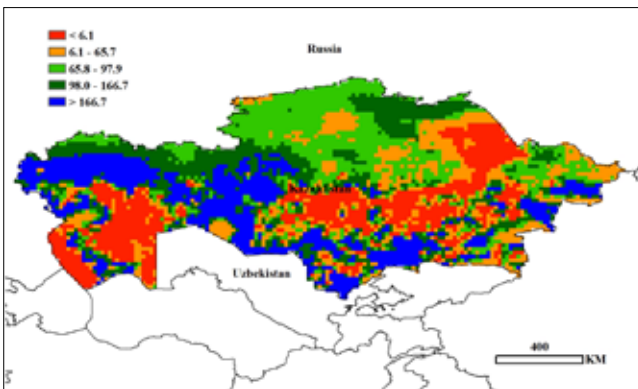 < 6.1
6.1 - 65.7
65.8 - 97.9
98.0 - 166.7
> 166.7
Russia
Kazakhstan
Uzbekistan
400
KM